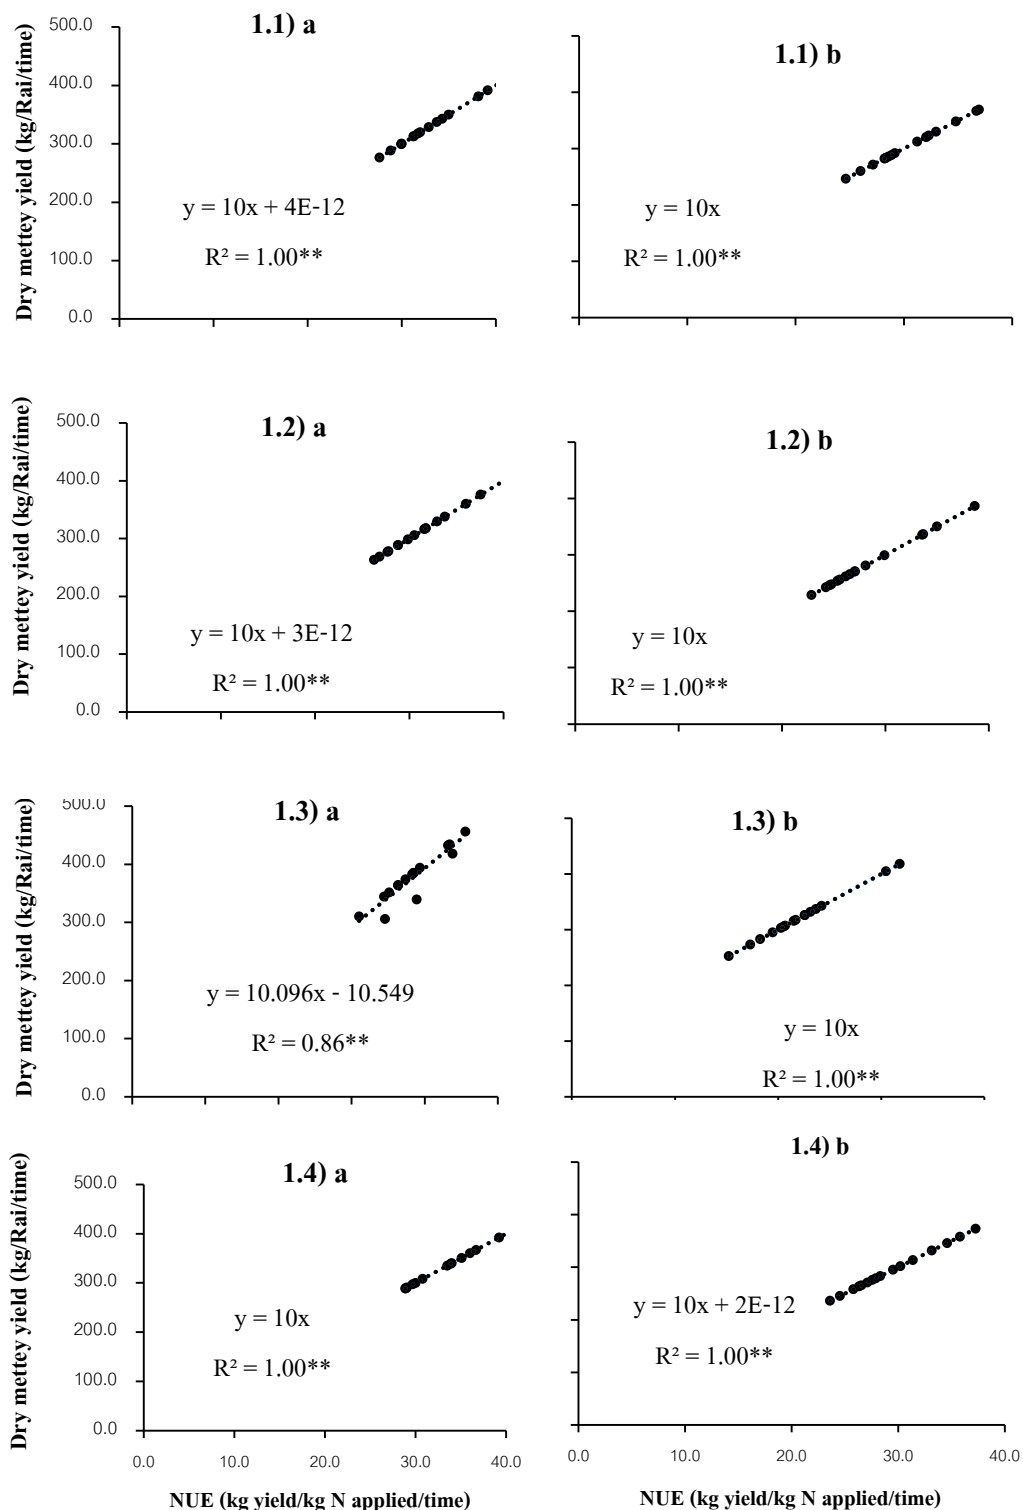 1.1) a
Dry mettey yield (kg/Rai/time)
500.0
400.0
300.0
200.0
100.0
0.0
y = 10x + 4E-12
R² = 1.00**
1.1) b
y = 10x
R² = 1.00**
1.2) a
Dry mettey yield (kg/Rai/time)
500.0
400.0
300.0
200.0
100.0
0.0
y = 10x + 3E-12
R² = 1.00**
1.2) b
y = 10x
R² = 1.00**
1.3) a
Dry mettey yield (kg/Rai/time)
500.0
400.0
300.0
200.0
100.0
0.0
y = 10.096x - 10.549
R² = 0.86**
1.3) b
y = 10x
R² = 1.00**
1.4) a
Dry mettey yield (kg/Rai/time)
500.0
400.0
300.0
200.0
100.0
0.0
y = 10x
R² = 1.00**
0.0 10.0 20.0 30.0 40.0
NUE (kg yield/kg N applied/time)
1.4) b
y = 10x + 2E-12
R² = 1.00**
0.0 10.0 20.0 30.0 40.0
NUE (kg yield/kg N applied/time)